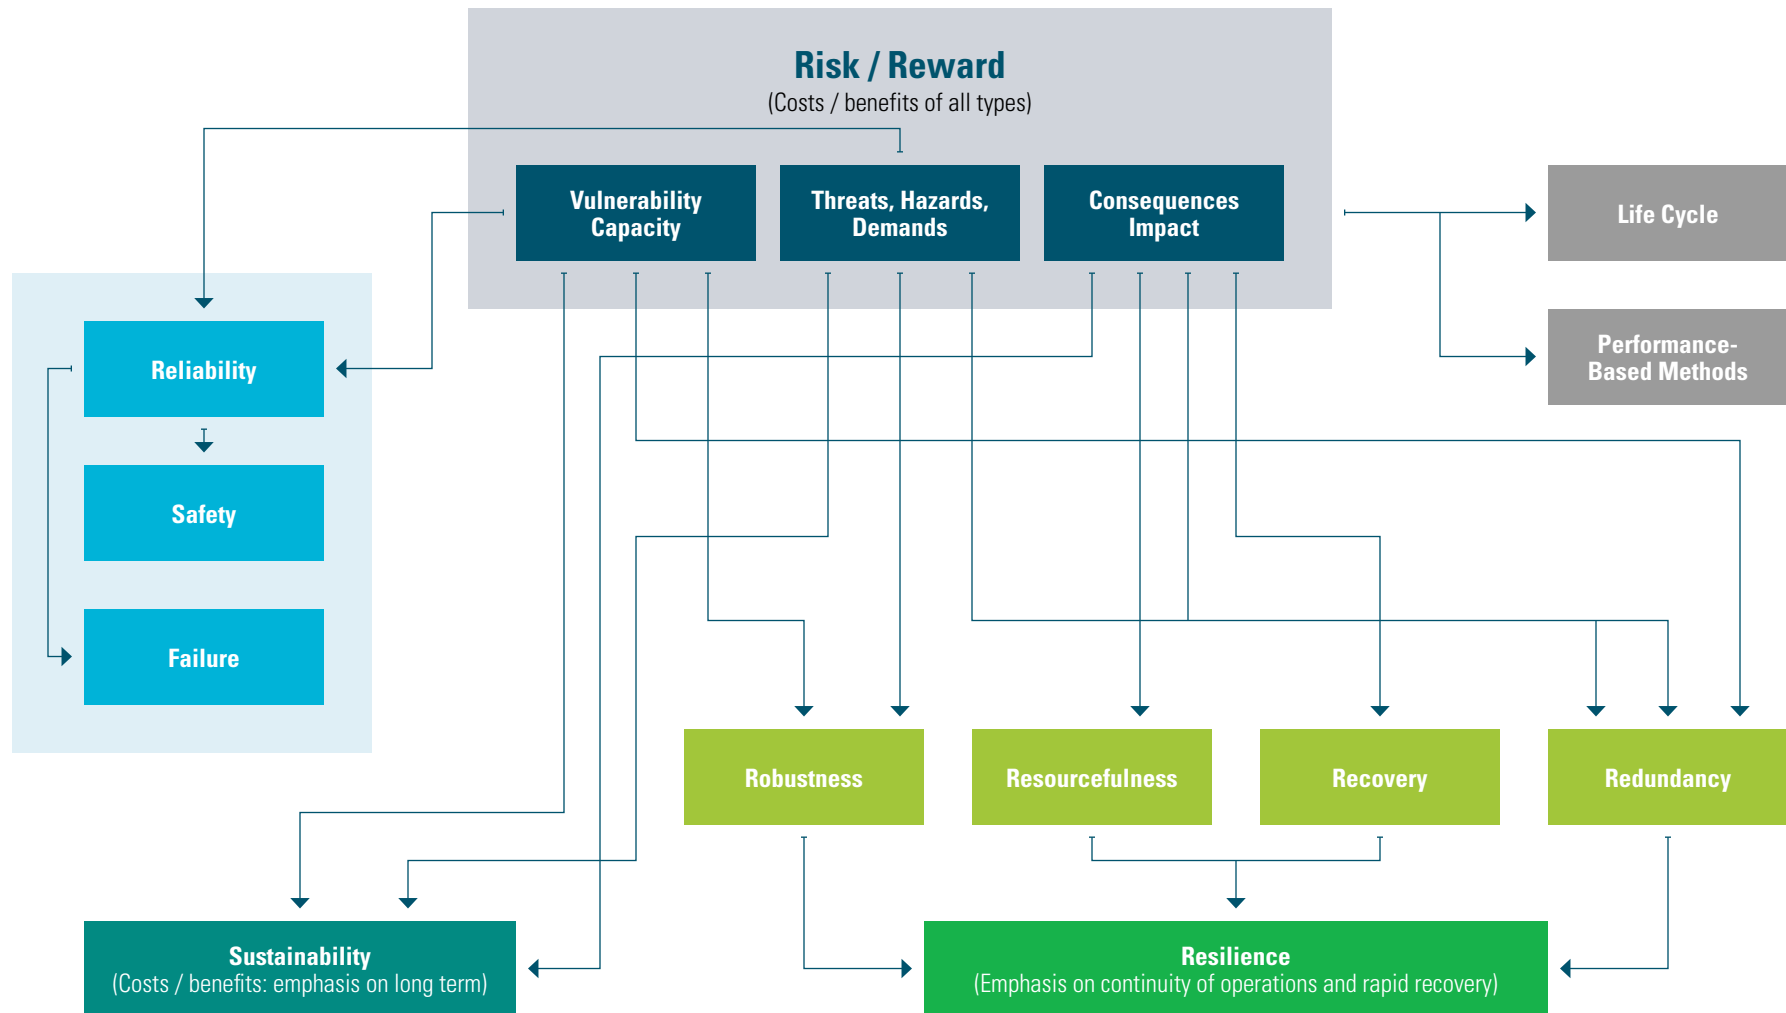 Risk / Reward
(Costs / benefits of all types)
Vulnerability
Capacity
Threats, Hazards,
Demands
Consequences
Impact
Life Cycle
Performance-
Based Methods
Reliability
Safety
Failure
Robustness
Resourcefulness
Recovery
Redundancy
Sustainability
(Costs / benefits: emphasis on long term)
Resilience
(Emphasis on continuity of operations and rapid recovery)